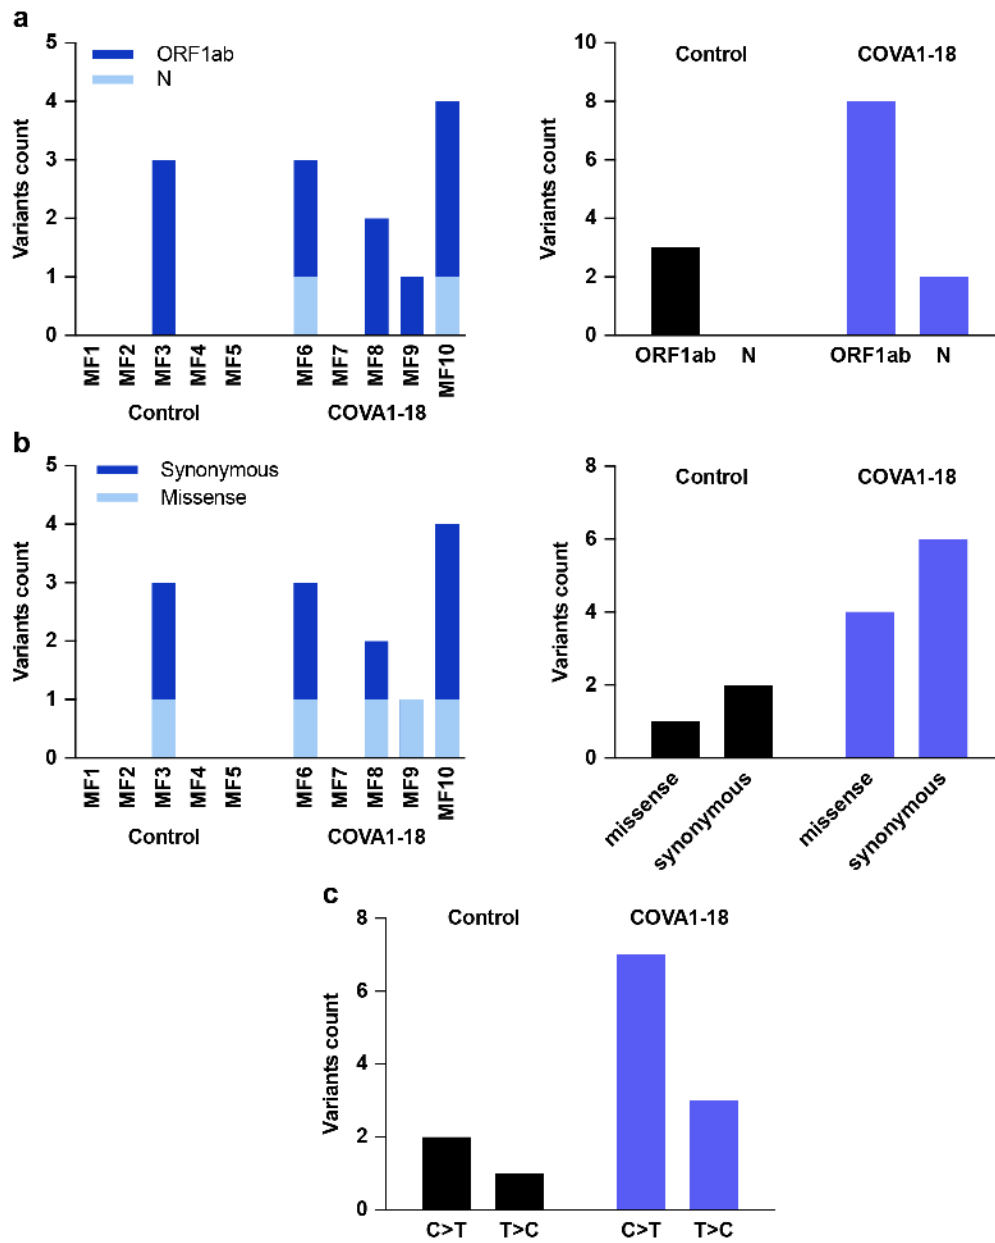 a
ORF1ab
N
Variants count
5
4
3
2
1
0
MF1 MF2 MF3 MF4 MF5 MF6 MF7 MF8 MF9 MF10
Control COVA1-18
Control COVA1-18
Variants count
10
8
6
4
2
0
ORF1ab N ORF1ab N
b
Synonymous
Missense
Variants count
5
4
3
2
1
0
MF1 MF2 MF3 MF4 MF5 MF6 MF7 MF8 MF9 MF10
Control COVA1-18
Control COVA1-18
Variants count
8
6
4
2
0
missense synonymous missense synonymous
c
Control COVA1-18
Variants count
8
6
4
2
0
C>T T>C C>T T>C